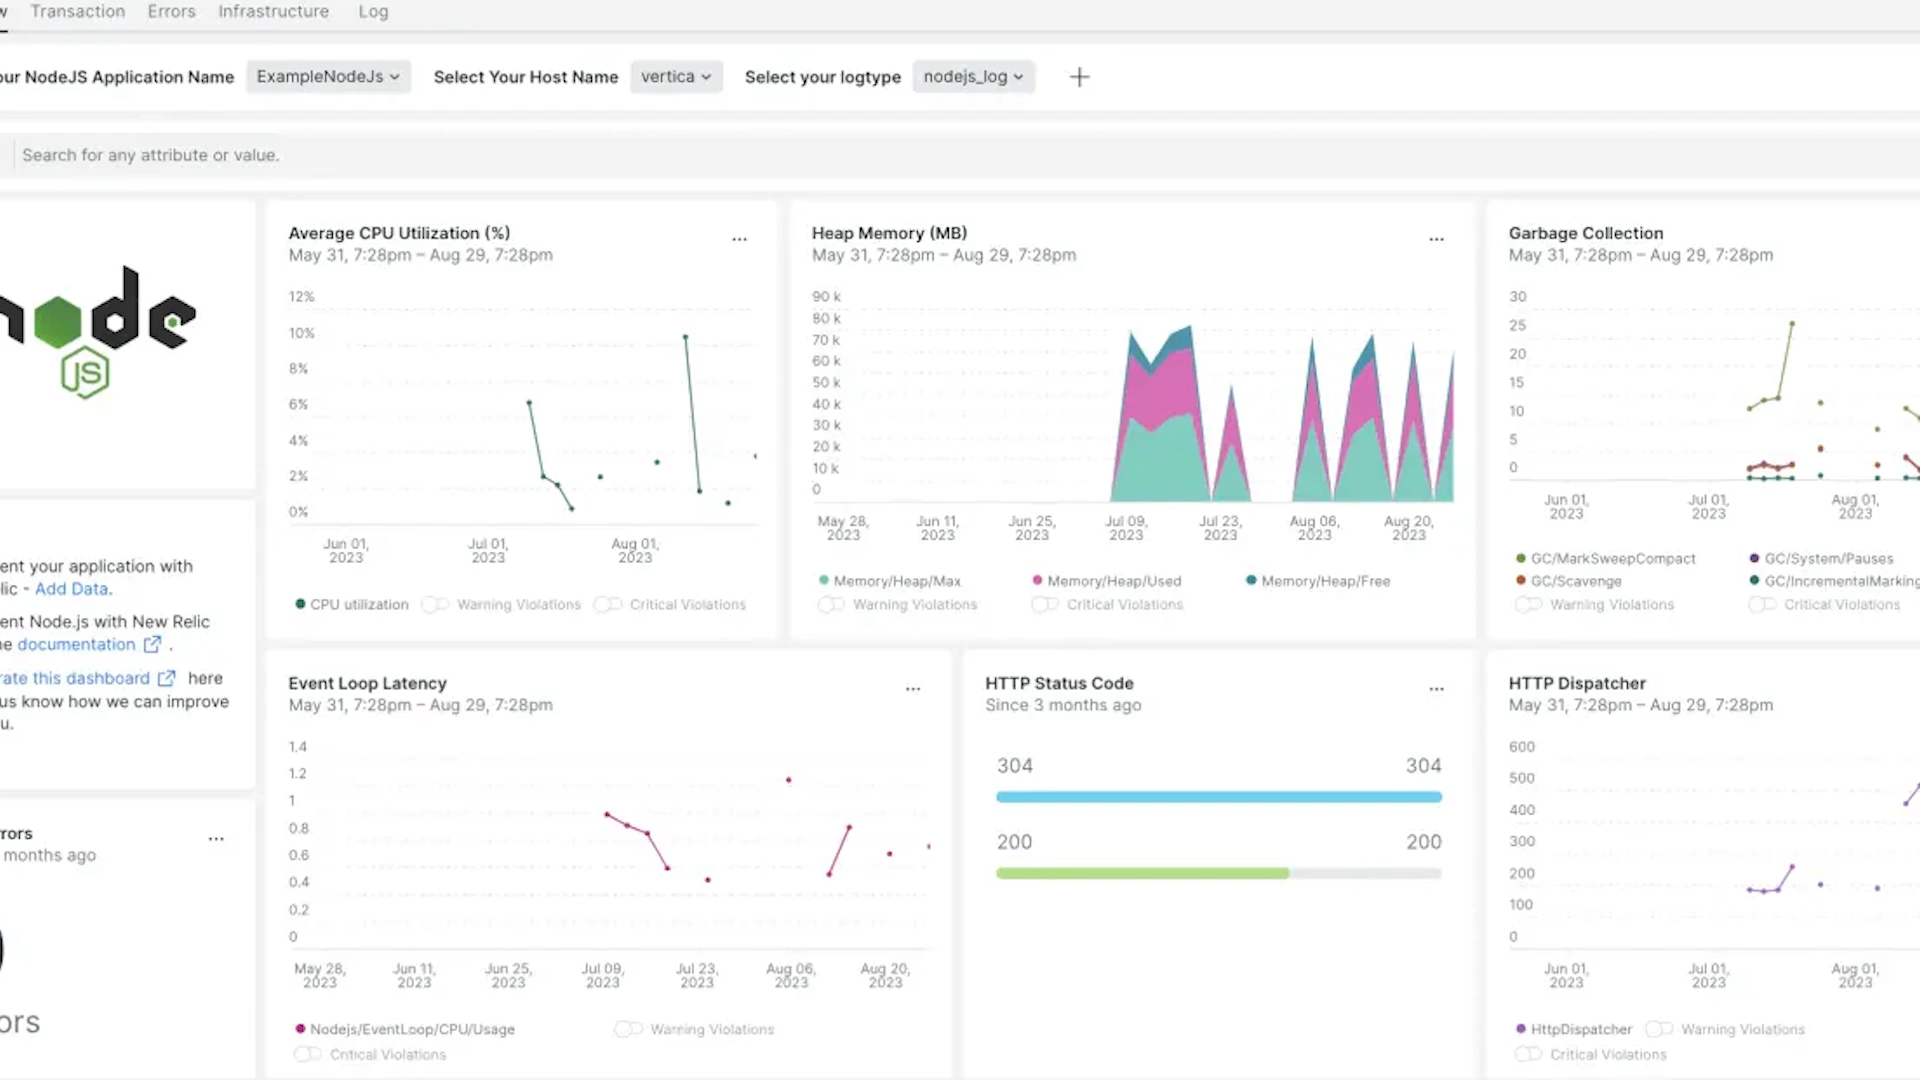 w Transaction Errors Infrastructure Log
our NodeJS Application Name ExampleNodeJs Select Your Host Name vertica Select your logtype nodejs_log
Search for any attribute or value.
node
JS
ent your application with
lic - Add Data.
ent Node.js with New Relic
he documentation .
rate this dashboard here
us know how we can improve
u.
rrors
months ago
ors
Average CPU Utilization (%)
May 31, 7:28pm – Aug 29, 7:28pm
12%
10%
8%
6%
4%
2%
0%
Jun 01, Jul 01, Aug 01,
2023 2023 2023
CPU utilization Warning Violations Critical Violations
Heap Memory (MB)
May 31, 7:28pm – Aug 29, 7:28pm
90 k
80 k
70 k
60 k
50 k
40 k
30 k
20 k
10 k
0
May 28, Jun 11, Jun 25, Jul 09, Jul 23, Aug 06, Aug 20,
2023 2023 2023 2023 2023 2023 2023
Memory/Heap/Max Memory/Heap/Used Memory/Heap/Free
Warning Violations Critical Violations
Garbage Collection
May 31, 7:28pm – Aug 29, 7:28pm
30
25
20
15
10
5
0
Jun 01, Jul 01, Aug 01,
2023 2023 2023
GC/MarkSweepCompact GC/System/Pauses
GC/Scavenge GC/IncrementalMarking
Warning Violations Critical Violations
Event Loop Latency
May 31, 7:28pm – Aug 29, 7:28pm
1.4
1.2
1
0.8
0.6
0.4
0.2
0
May 28, Jun 11, Jun 25, Jul 09, Jul 23, Aug 06, Aug 20,
2023 2023 2023 2023 2023 2023 2023
Nodejs/EventLoop/CPU/Usage Warning Violations
Critical Violations
HTTP Status Code
Since 3 months ago
304 304
200 200
HTTP Dispatcher
May 31, 7:28pm – Aug 29, 7:28pm
600
500
400
300
200
100
0
Jun 01, Jul 01, Aug 01,
2023 2023 2023
HttpDispatcher Warning Violations
Critical Violations